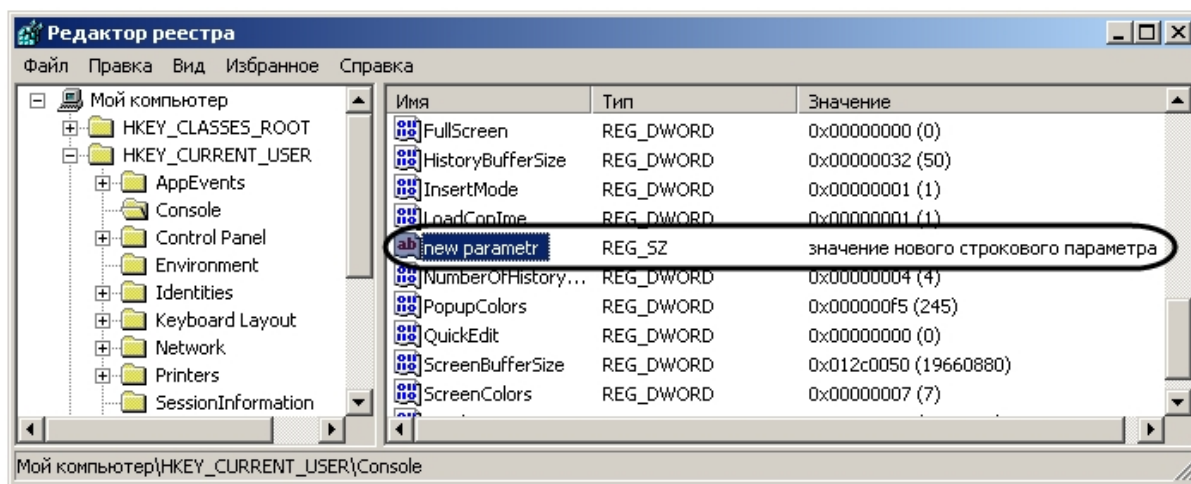 Редактор реестра
Файл Правка Вид Избранное Справка
Мой компьютер
HKEY_CLASSES_ROOT
HKEY_CURRENT_USER
AppEvents
Console
Control Panel
Environment
Identities
Keyboard Layout
Network
Printers
SessionInformation
Имя Тип Значение
FullScreen REG_DWORD 0x00000000 (0)
HistoryBufferSize REG_DWORD 0x00000032 (50)
InsertMode REG_DWORD 0x00000001 (1)
LoadConIme REG_DWORD 0x00000001 (1)
new parametr REG_SZ значение нового строкового параметра
NumberOfHistory... REG_DWORD 0x00000004 (4)
PopupColors REG_DWORD 0x000000f5 (245)
QuickEdit REG_DWORD 0x00000000 (0)
ScreenBufferSize REG_DWORD 0x012c0050 (19660880)
ScreenColors REG_DWORD 0x00000007 (7)
Мой компьютер\HKEY_CURRENT_USER\Console